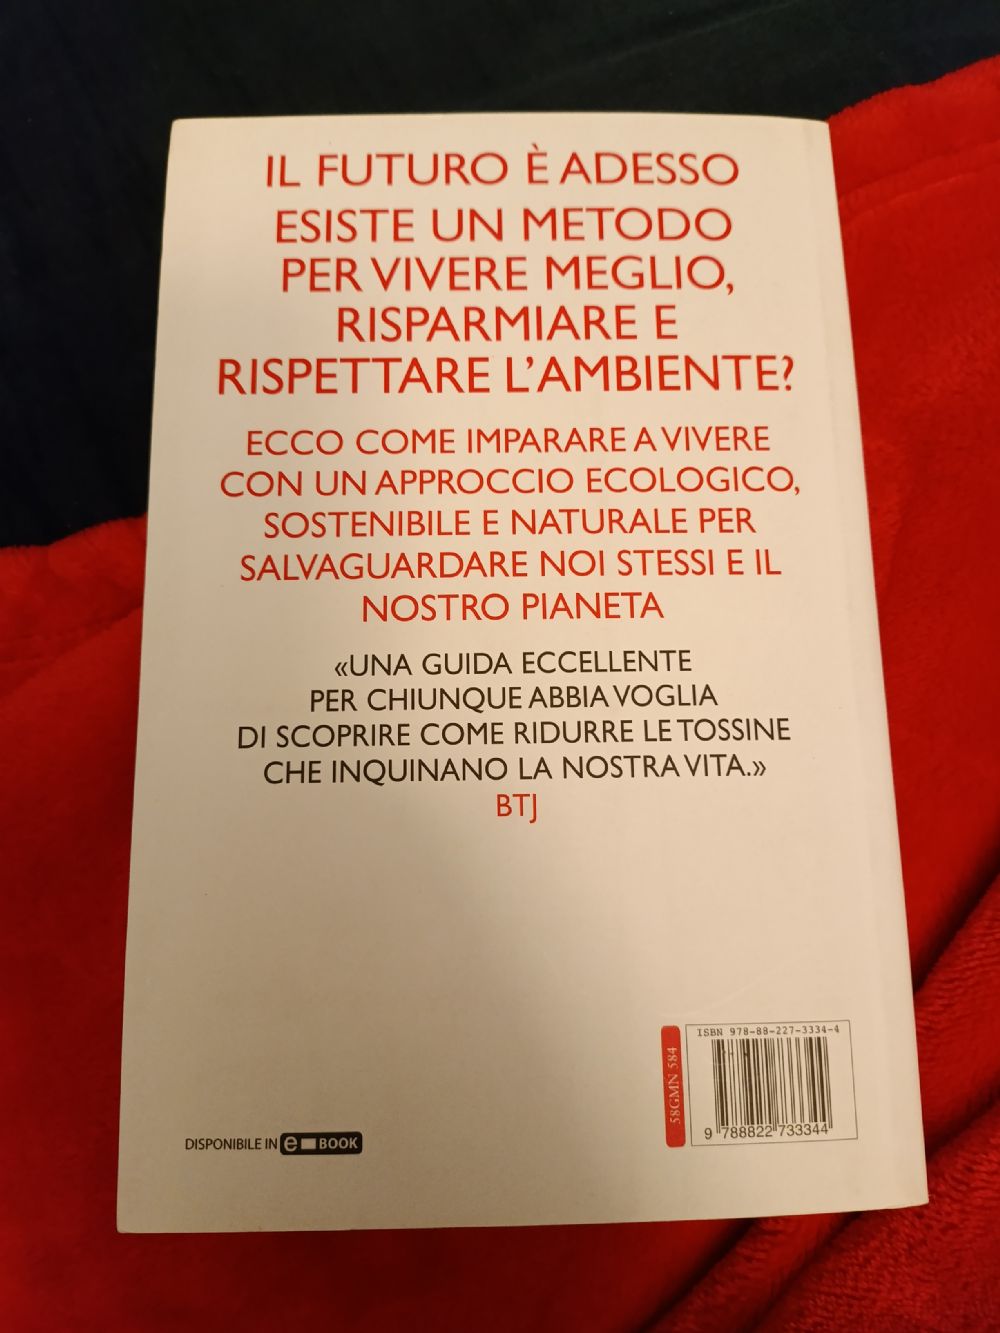 IL FUTURO È ADESSO
ESISTE UN METODO
PER VIVERE MEGLIO,
RISPARMIARE E
RISPETTARE L'AMBIENTE?
ECCO COME IMPARARE A VIVERE
CON UN APPROCCIO ECOLOGICO,
SOSTENIBILE E NATURALE PER
SALVAGUARDARE NOI STESSI E IL
NOSTRO PIANETA
«UNA GUIDA ECCELLENTE
PER CHIUNQUE ABBIA VOGLIA
DI SCOPRIRE COME RIDURRE LE TOSSINE
CHE INQUINANO LA NOSTRA VITA.»
BTJ
ISBN 978-88-227-3334-4
58GMN 584
9 788822 733344
DISPONIBILE IN e BOOK